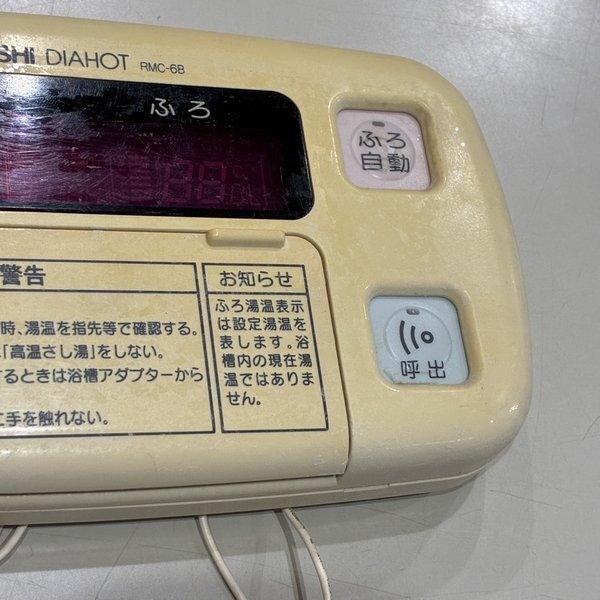 SHi DIAHOT RMC-6B
ふろ
ふろ
自動
警告
時、湯温を指先等で確認する。
「高温さし湯」をしない。
るときは浴槽アダプターから
手を触れない。
お知らせ
ふろ湯温表示
は設定湯温を
表します。浴
槽内の現在湯
温ではありま
せん。
呼出